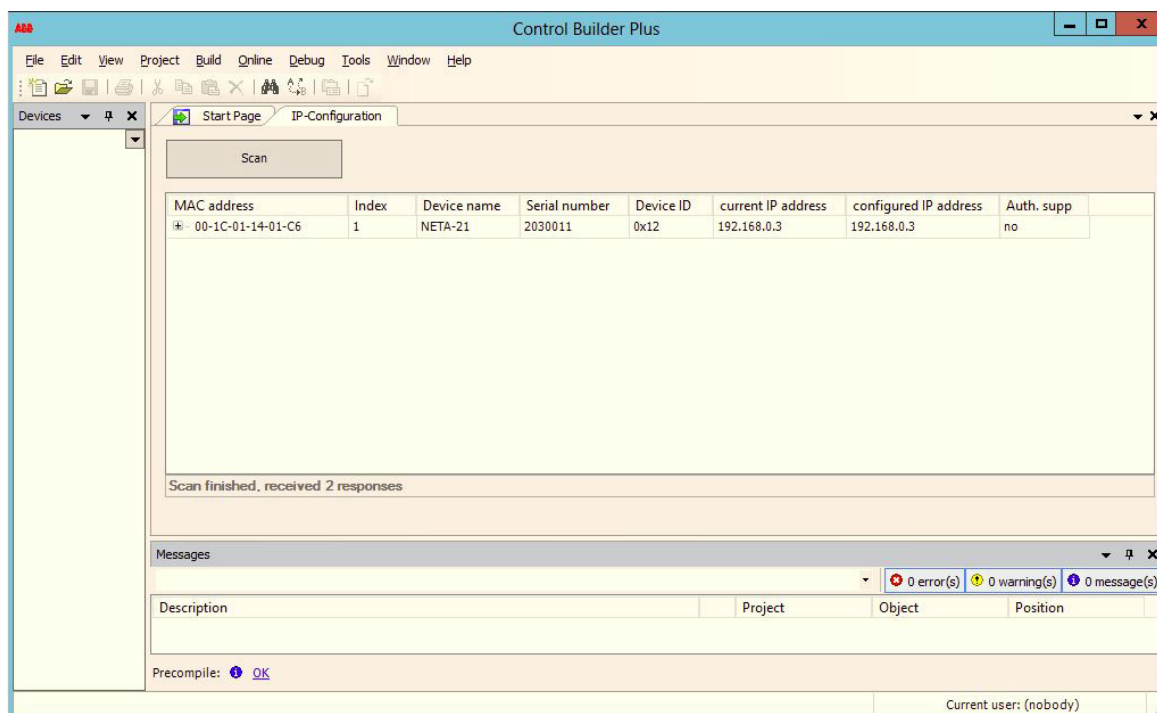 ABB Control Builder Plus
File Edit View Project Build Online Debug Tools Window Help
Devices
Start Page IP-Configuration
Scan
MAC address Index Device name Serial number Device ID current IP address configured IP address Auth. supp
00-1C-01-14-01-C6 1 NETA-21 2030011 0x12 192.168.0.3 192.168.0.3 no
Scan finished, received 2 responses
Messages
0 error(s) 0 warning(s) 0 message(s)
Description Project Object Position
Precompile: OK
Current user: (nobody)